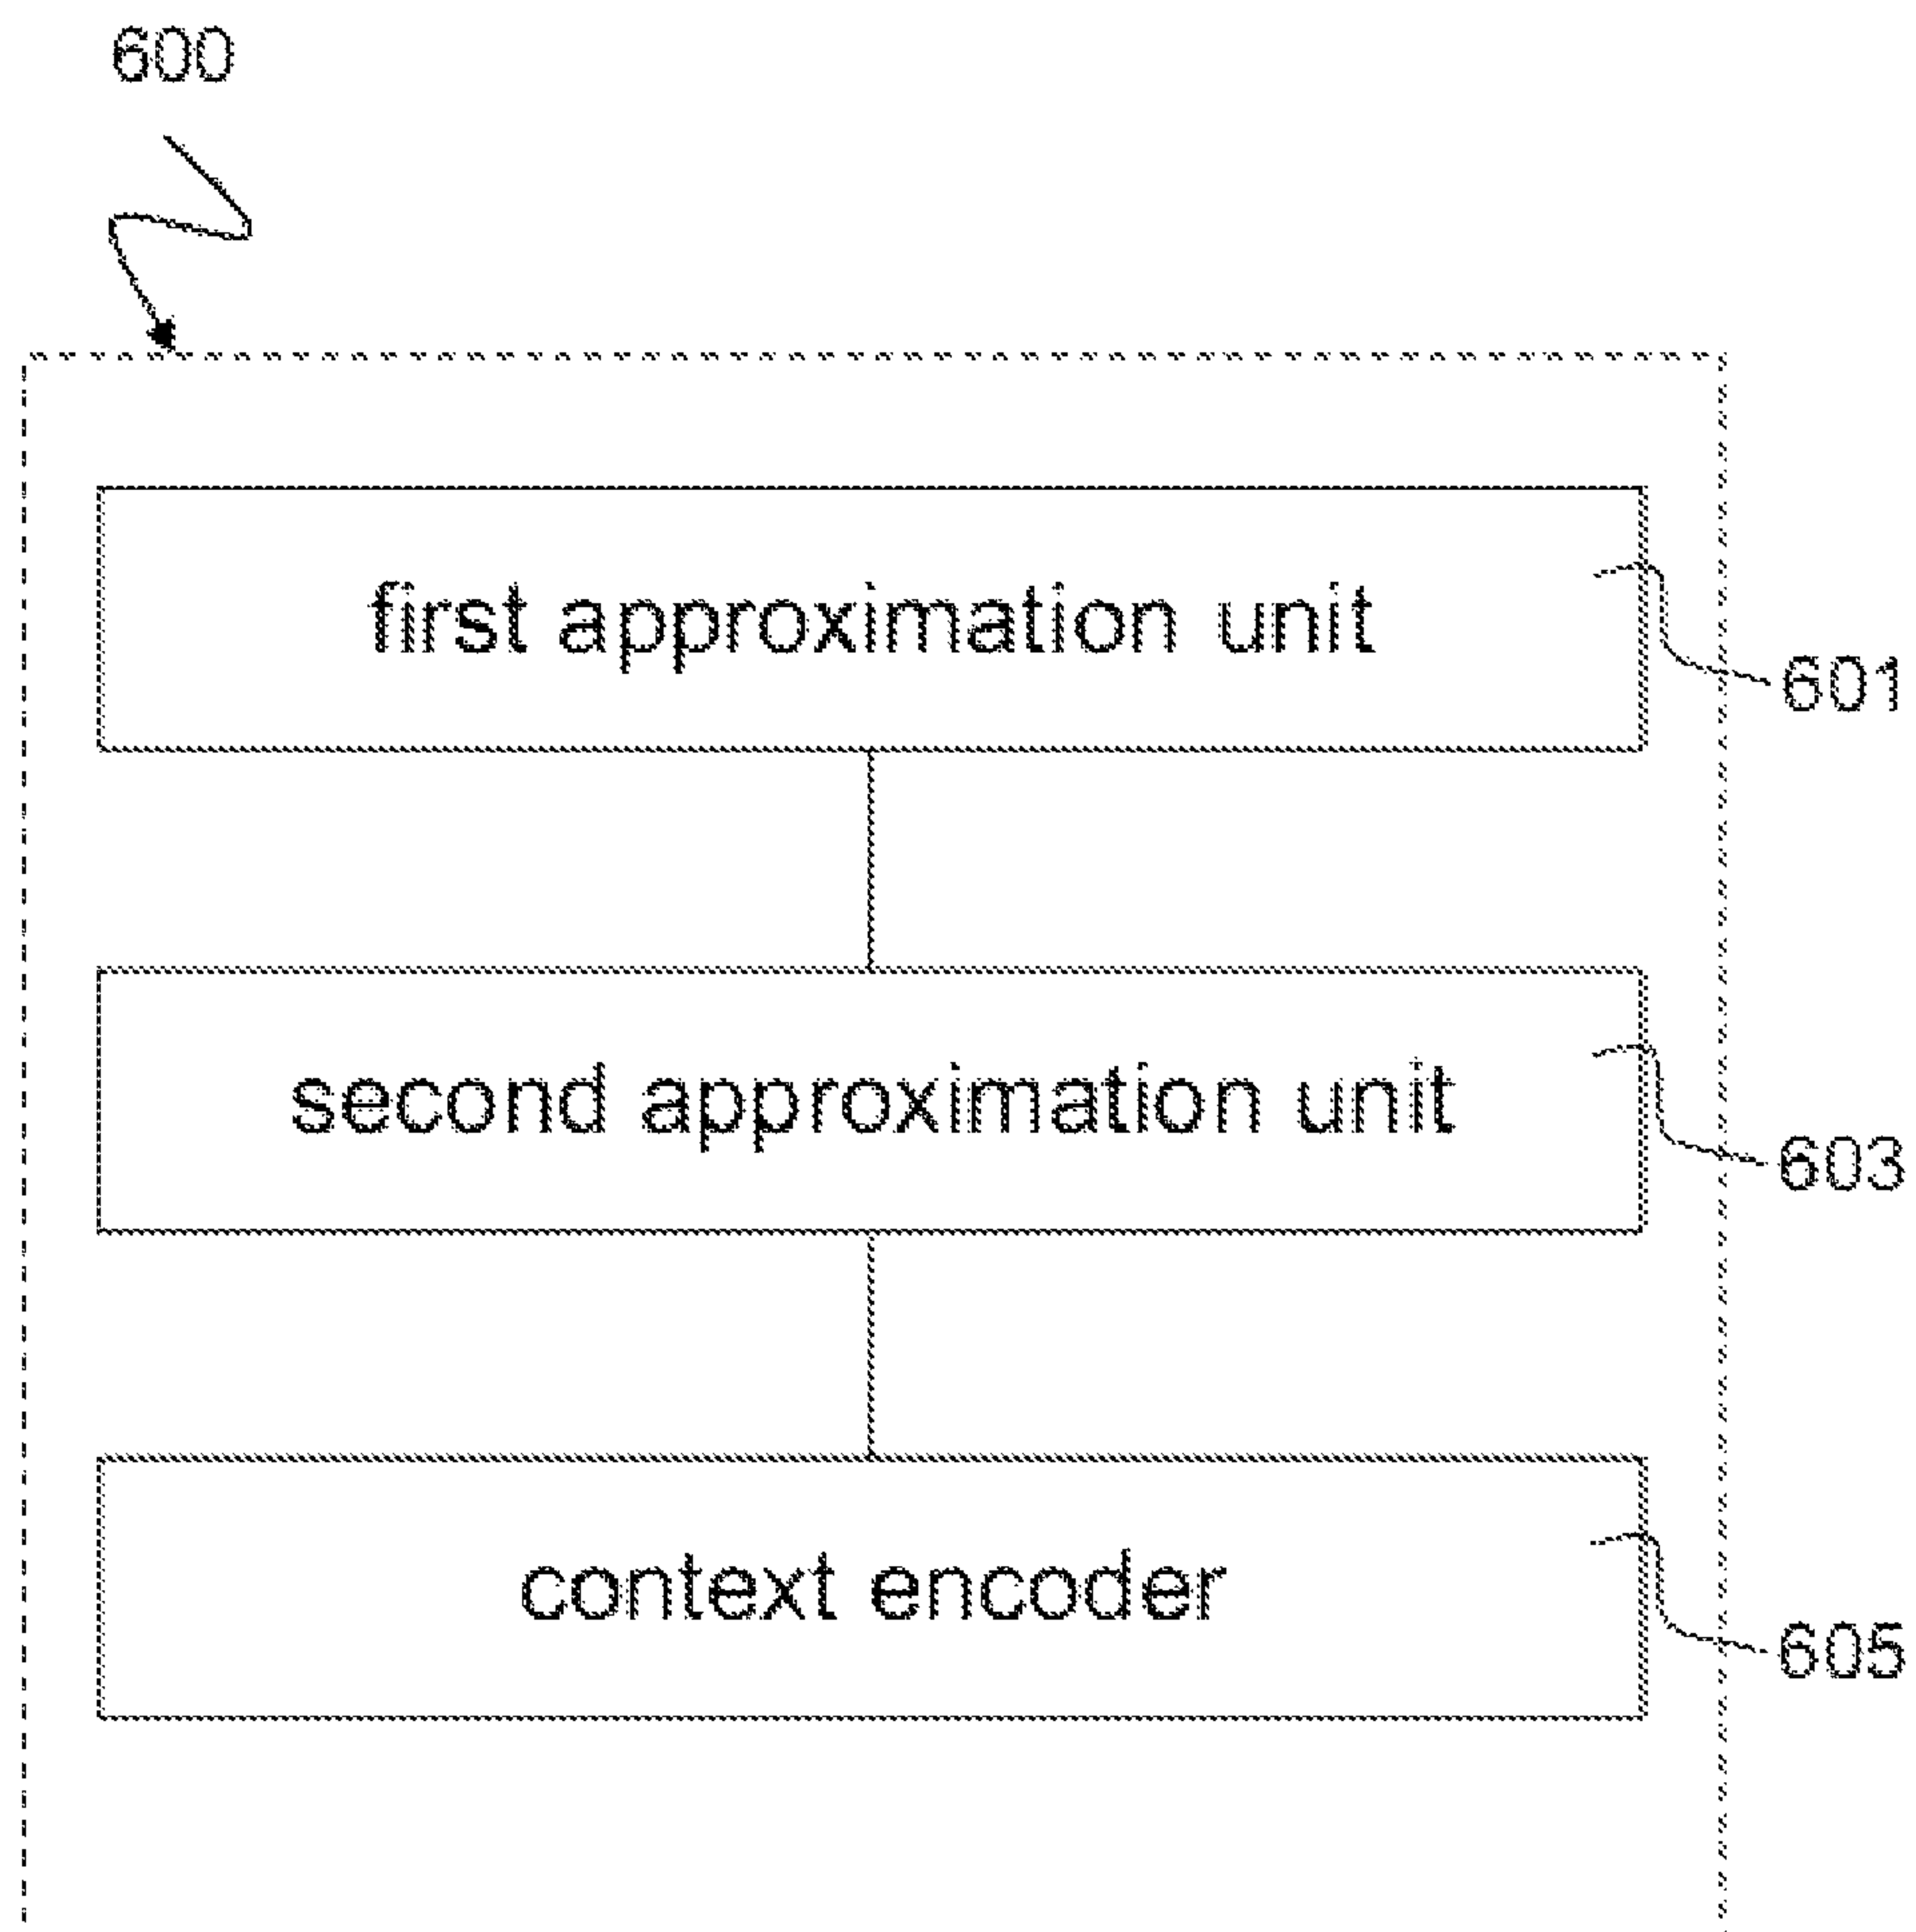 600
first approximation unit
601
second approximation unit
603
context encoder
605